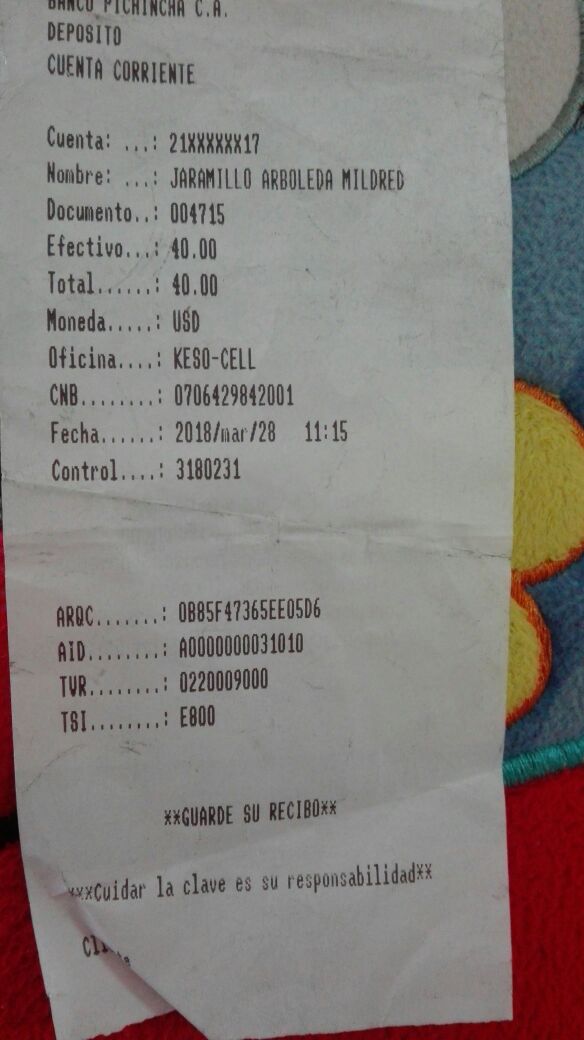 BANCO PICHINCHA C.A.
DEPOSITO
CUENTA CORRIENTE
Cuenta: ...: 21XXXXXX17
Nombre: ...: JARAMILLO ARBOLEDA MILDRED
Documento..: 004715
Efectivo...: 40.00
Total......: 40.00
Moneda.....: USD
Oficina....: KESO-CELL
CNB........: 0706429842001
Fecha......: 2018/mar/28 11:15
Control....: 3180231
ARQC.......: 0B85F47365EE05D6
AID........: A0000000031010
TVR........: 0220009000
TSI........: E800
**GUARDE SU RECIBO**
***Cuidar la clave es su responsabilidad**